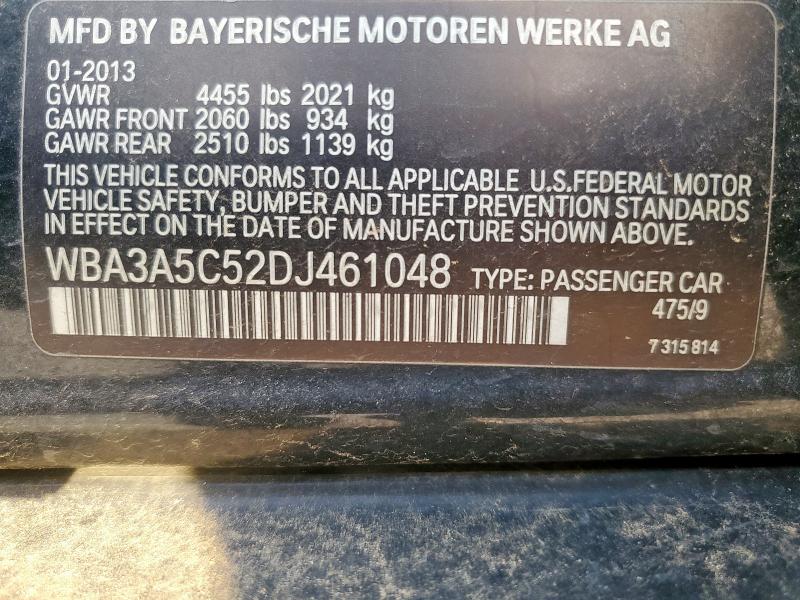 MFD BY BAYERISCHE MOTOREN WERKE AG
01-2013
GVWR 4455 lbs 2021 kg
GAWR FRONT 2060 lbs 934 kg
GAWR REAR 2510 lbs 1139 kg
THIS VEHICLE CONFORMS TO ALL APPLICABLE U.S.FEDERAL MOTOR
VEHICLE SAFETY, BUMPER AND THEFT PREVENTION STANDARDS
IN EFFECT ON THE DATE OF MANUFACTURE SHOWN ABOVE.
WBA3A5C52DJ461048 TYPE: PASSENGER CAR
475/9
7 315 814